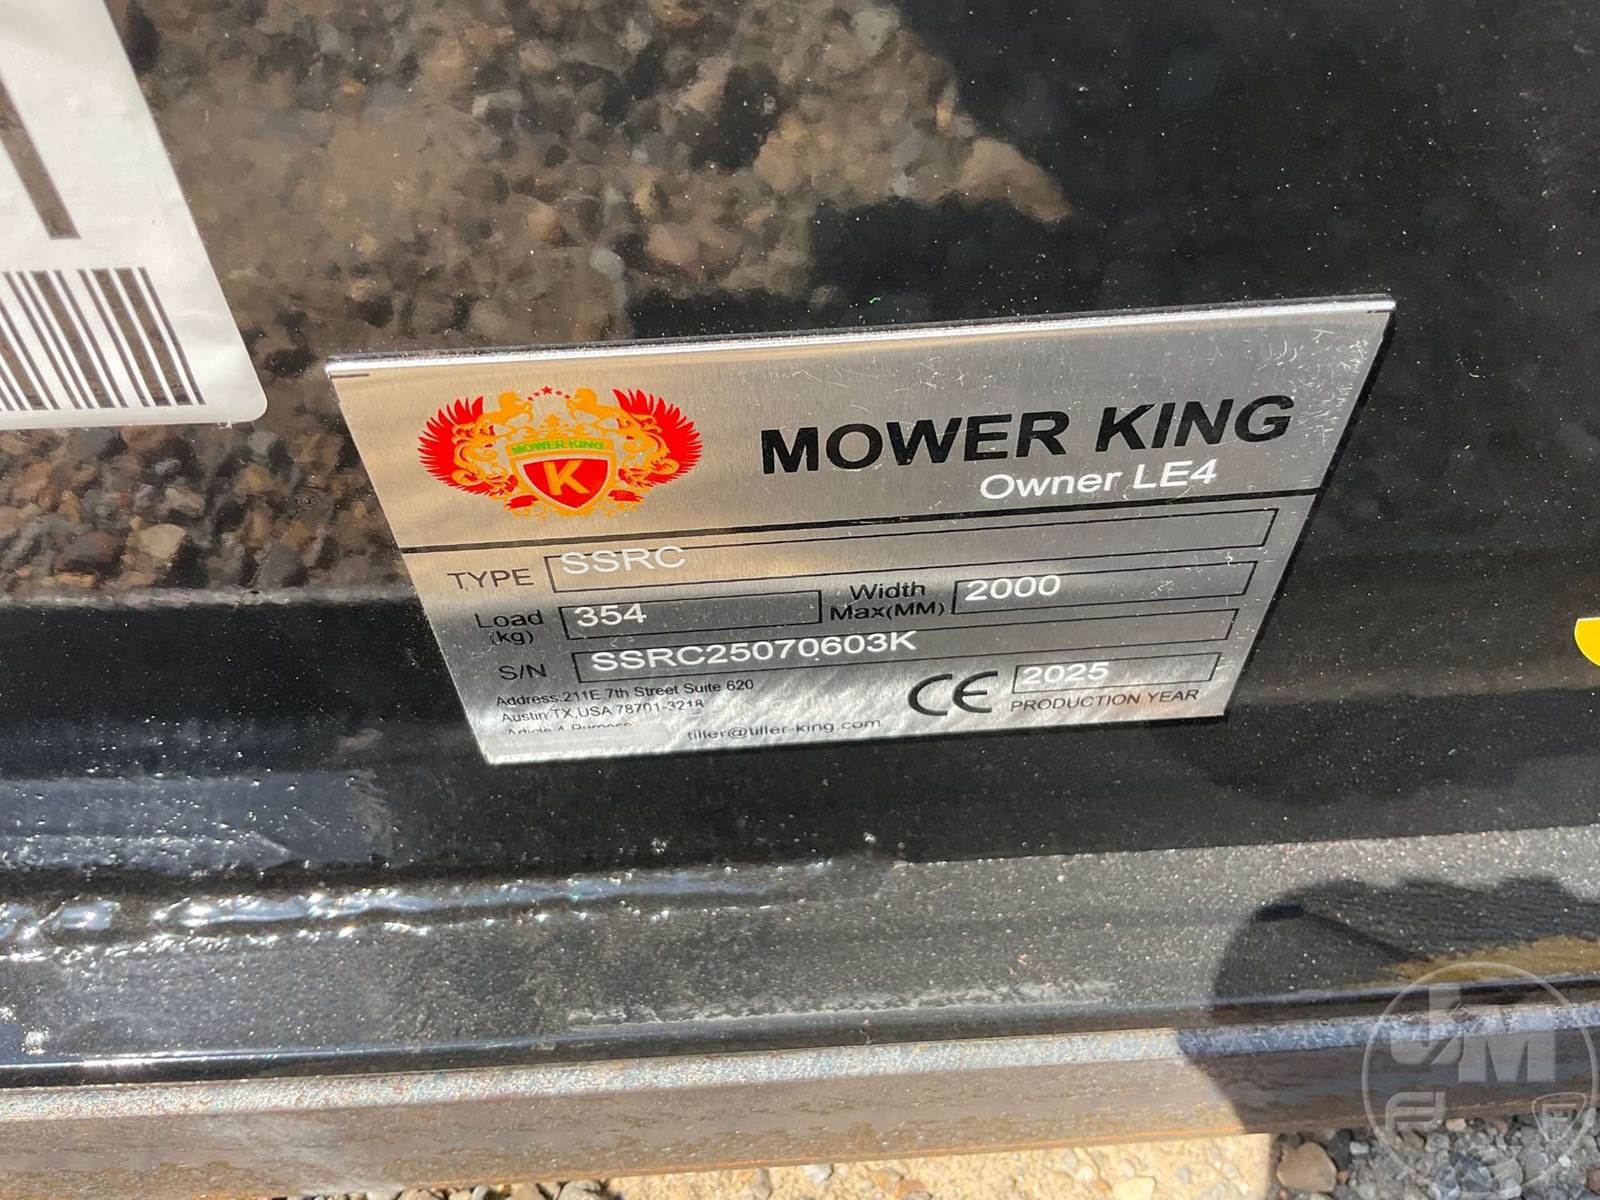 MOWER KING
K
MOWER KING
Owner LE4
TYPE SSRC
Load (kg) 354 Width Max(MM) 2000
S/N SSRC25070603K
Address:211E 7th Street Suite 620
Austin TX,USA 78701-3218
tiller@tiller-king.com
CE 2025
PRODUCTION YEAR
JM